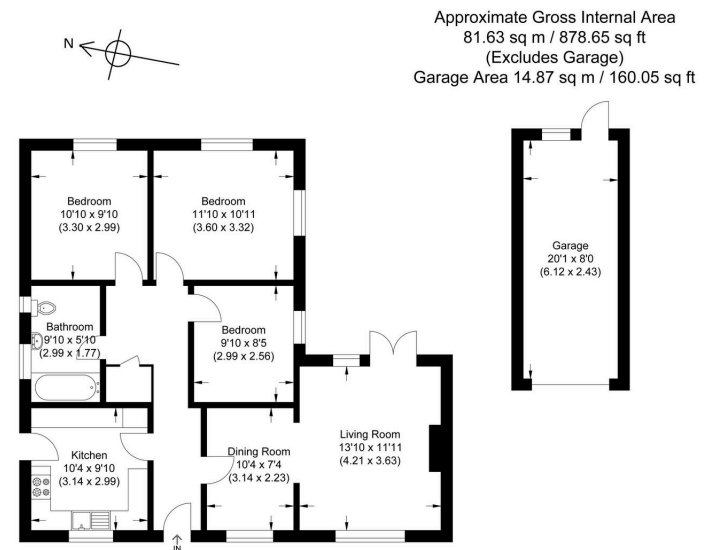 Approximate Gross Internal Area
81.63 sq m / 878.65 sq ft
(Excludes Garage)
Garage Area 14.87 sq m / 160.05 sq ft
N
Bedroom
10'10 x 9'10
(3.30 x 2.99)
Bedroom
11'10 x 10'11
(3.60 x 3.32)
Garage
20'1 x 8'0
(6.12 x 2.43)
Bathroom
9'10 x 5'10
(2.99 x 1.77)
Bedroom
9'10 x 8'5
(2.99 x 2.56)
Kitchen
10'4 x 9'10
(3.14 x 2.99)
Dining Room
10'4 x 7'4
(3.14 x 2.23)
Living Room
13'10 x 11'11
(4.21 x 3.63)
IN